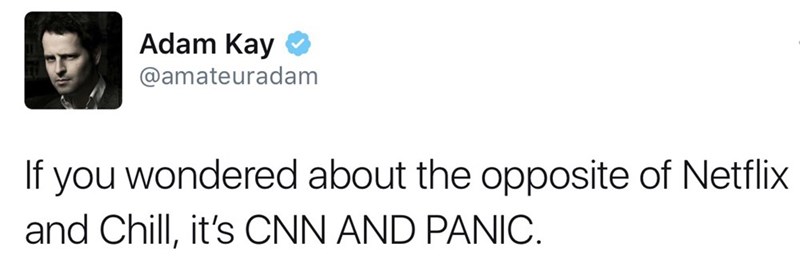 Adam Kay
@amateuradam
If you wondered about the opposite of Netflix
and Chill, it’s CNN AND PANIC.